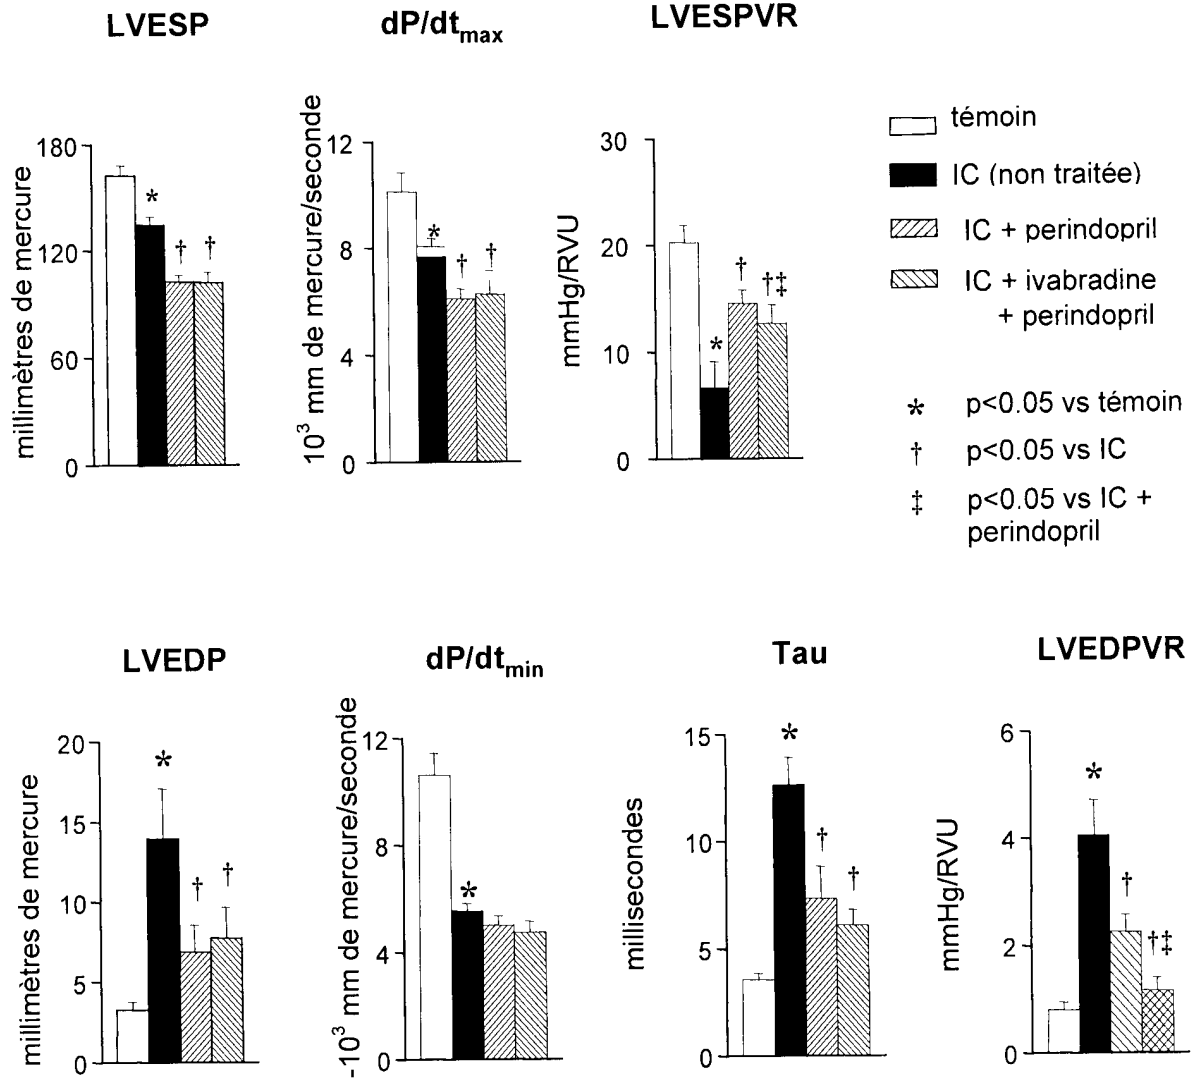 LVESP
dP/dtmax
LVESPVR
millimètres de mercure
180
120
60
0
*
†
†
10³ mm de mercure/seconde
12
8
4
0
*
†
†
mmHg/RVU
30
20
10
0
*
†
†‡
témoin
IC (non traitée)
IC + perindopril
IC + ivabradine
+ perindopril
* p<0.05 vs témoin
† p<0.05 vs IC
‡ p<0.05 vs IC +
perindopril
LVEDP
dP/dtmin
Tau
LVEDPVR
millimètres de mercure
20
15
10
5
0
*
†
†
-10³ mm de mercure/seconde
12
8
4
0
*
millisecondes
15
10
5
0
*
†
†
mmHg/RVU
6
4
2
0
*
†
†‡